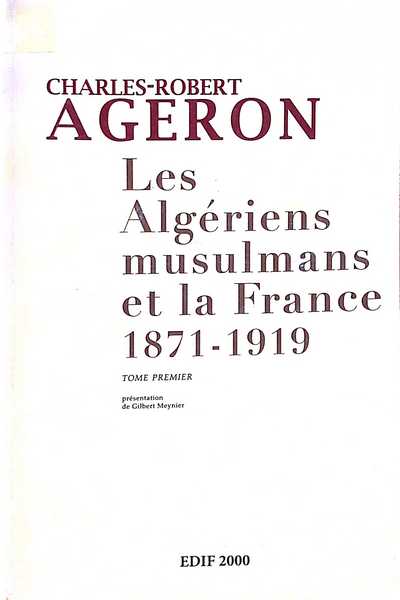 CHARLES-ROBERT
AGERON
Les
Algériens
musulmans
et la France
1871-1919
TOME PREMIER
présentation
de Gilbert Meynier
EDIF 2000